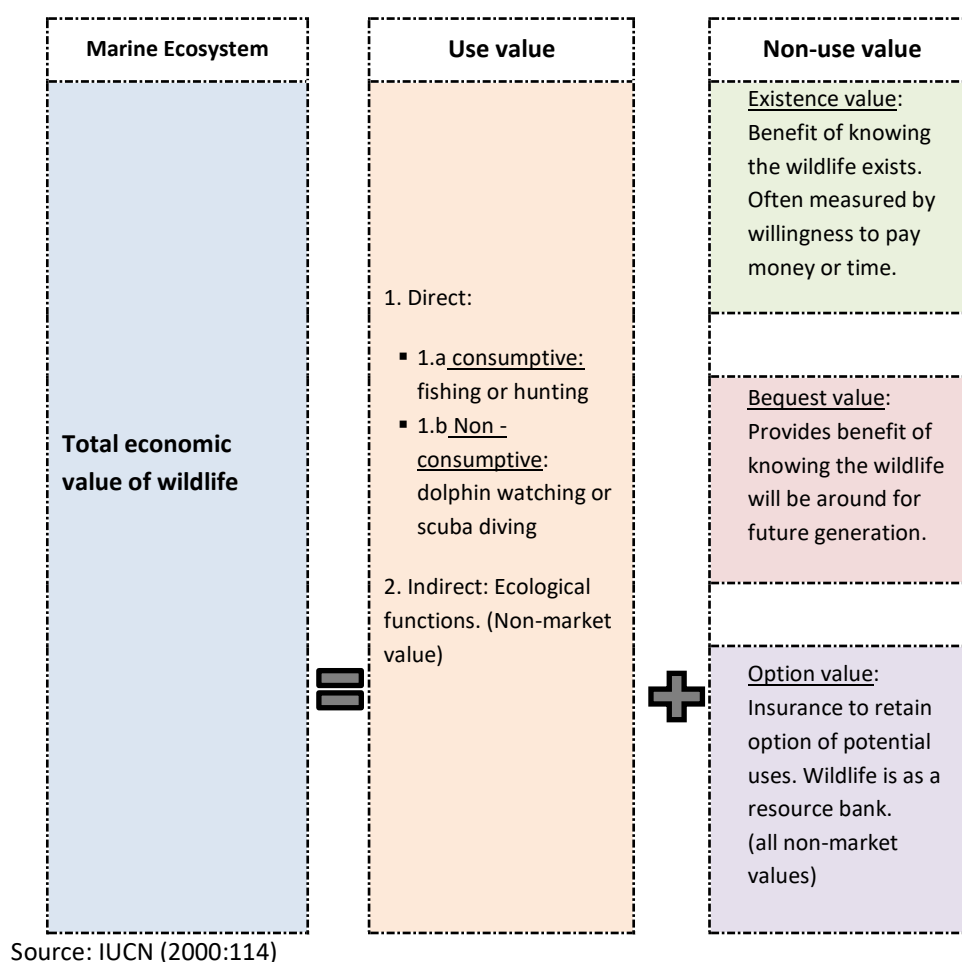 Marine Ecosystem
Total economic
value of wildlife
Use value
1. Direct:
▪ 1.a consumptive:
fishing or hunting
▪ 1.b Non -
consumptive:
dolphin watching or
scuba diving
2. Indirect: Ecological
functions. (Non-market
value)
Non-use value
Existence value:
Benefit of knowing
the wildlife exists.
Often measured by
willingness to pay
money or time.
Bequest value:
Provides benefit of
knowing the wildlife
will be around for
future generation.
Option value:
Insurance to retain
option of potential
uses. Wildlife is as a
resource bank.
(all non-market
values)
Source: IUCN (2000:114)